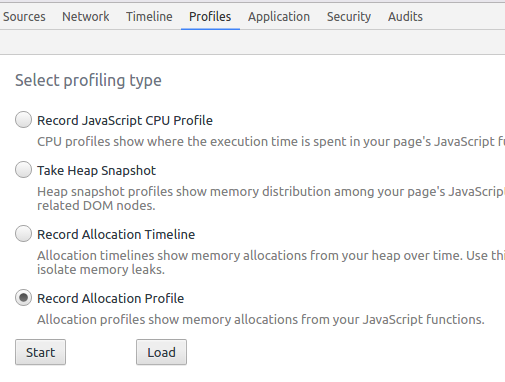 Sources Network Timeline Profiles Application Security Audits
Select profiling type
Record JavaScript CPU Profile
CPU profiles show where the execution time is spent in your page's JavaScript
Take Heap Snapshot
Heap snapshot profiles show memory distribution among your page's JavaScript
related DOM nodes.
Record Allocation Timeline
Allocation timelines show memory allocations from your heap over time. Use
isolate memory leaks.
Record Allocation Profile
Allocation profiles show memory allocations from your JavaScript functions.
Start Load